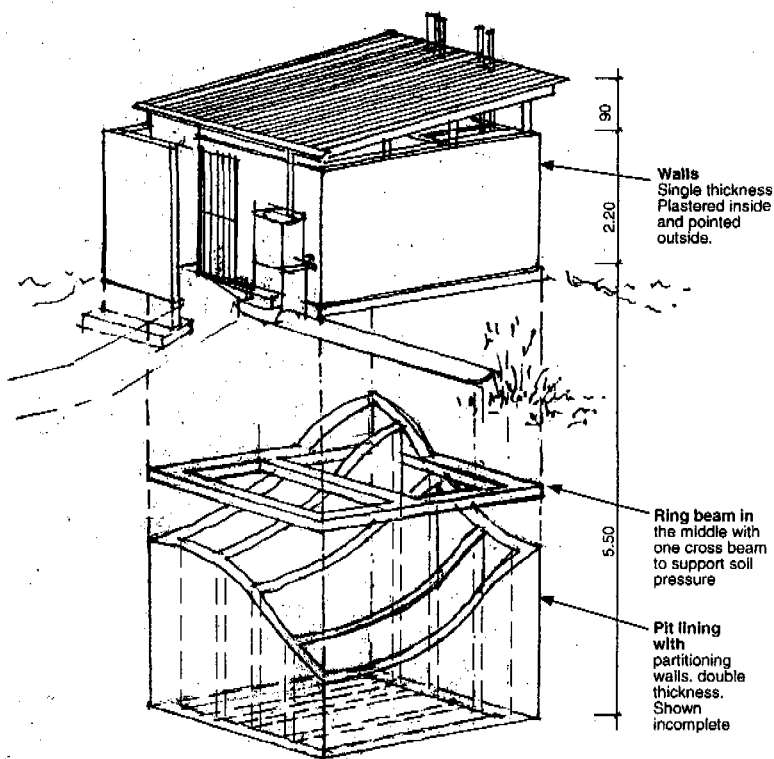 90
Walls
Single thickness
Plastered inside
and pointed
outside.
2.20
Ring beam in
the middle with
one cross beam
to support soil
pressure
5.50
Pit lining
with
partitioning
walls. double
thickness.
Shown
incomplete